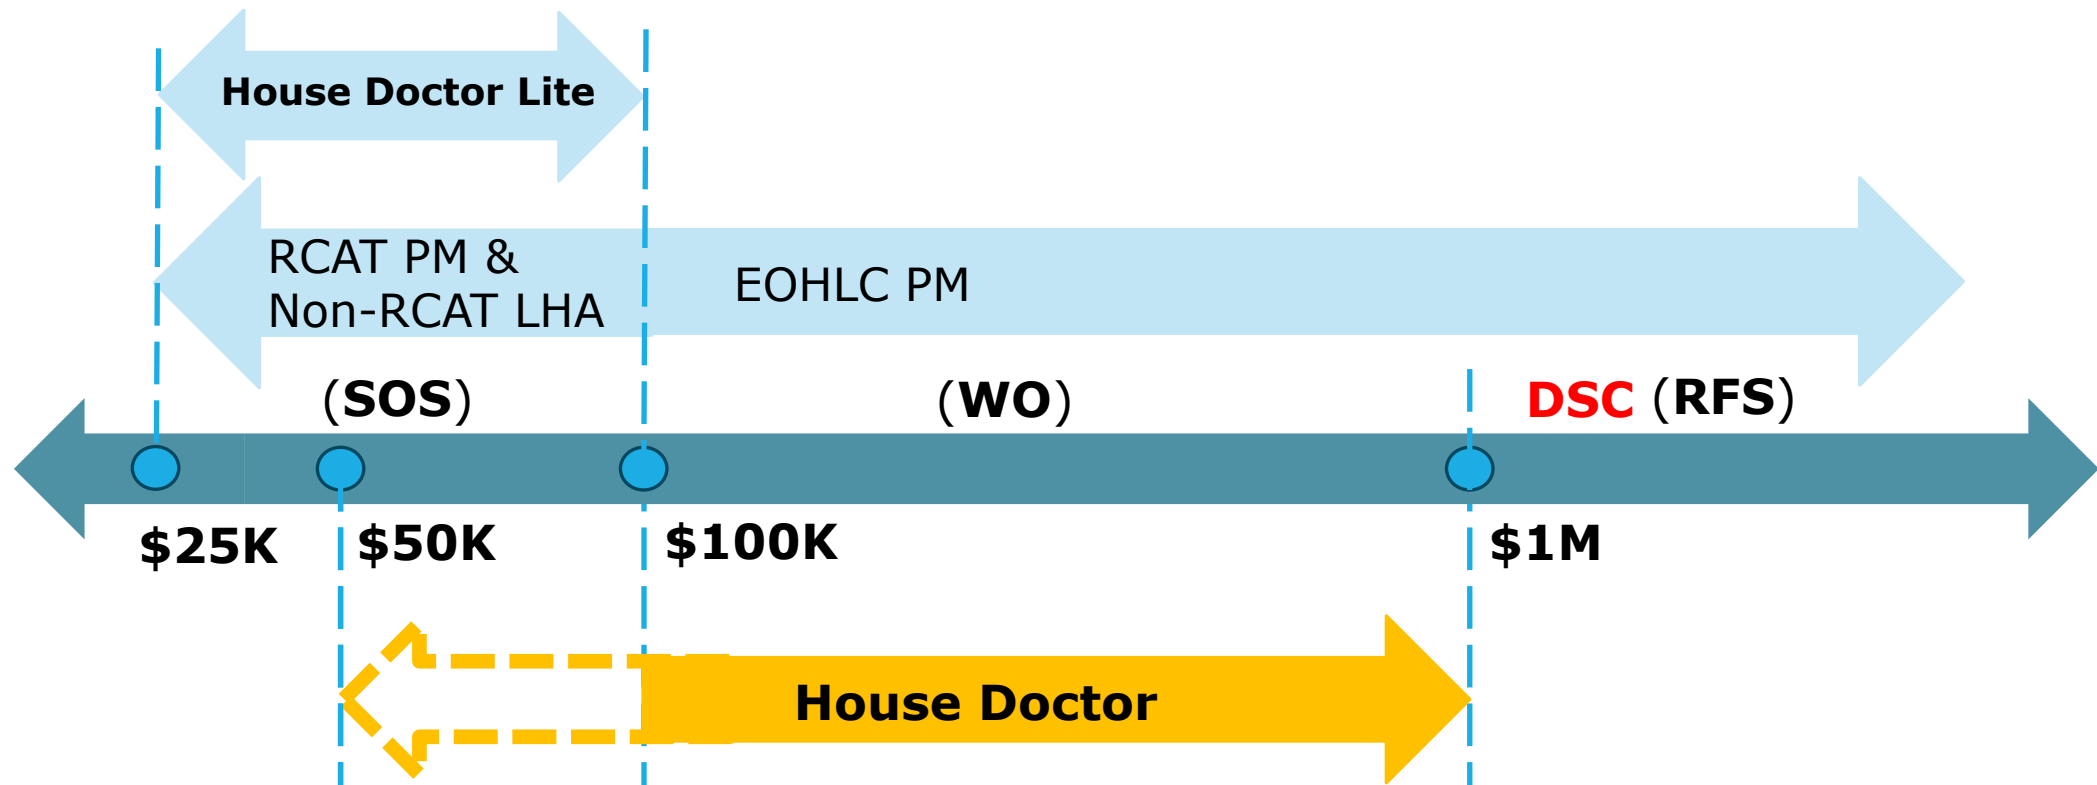 House Doctor Lite
RCAT PM &
Non-RCAT LHA
EOHLC PM
(SOS)
(WO)
DSC (RFS)
$25K
$50K
$100K
$1M
House Doctor